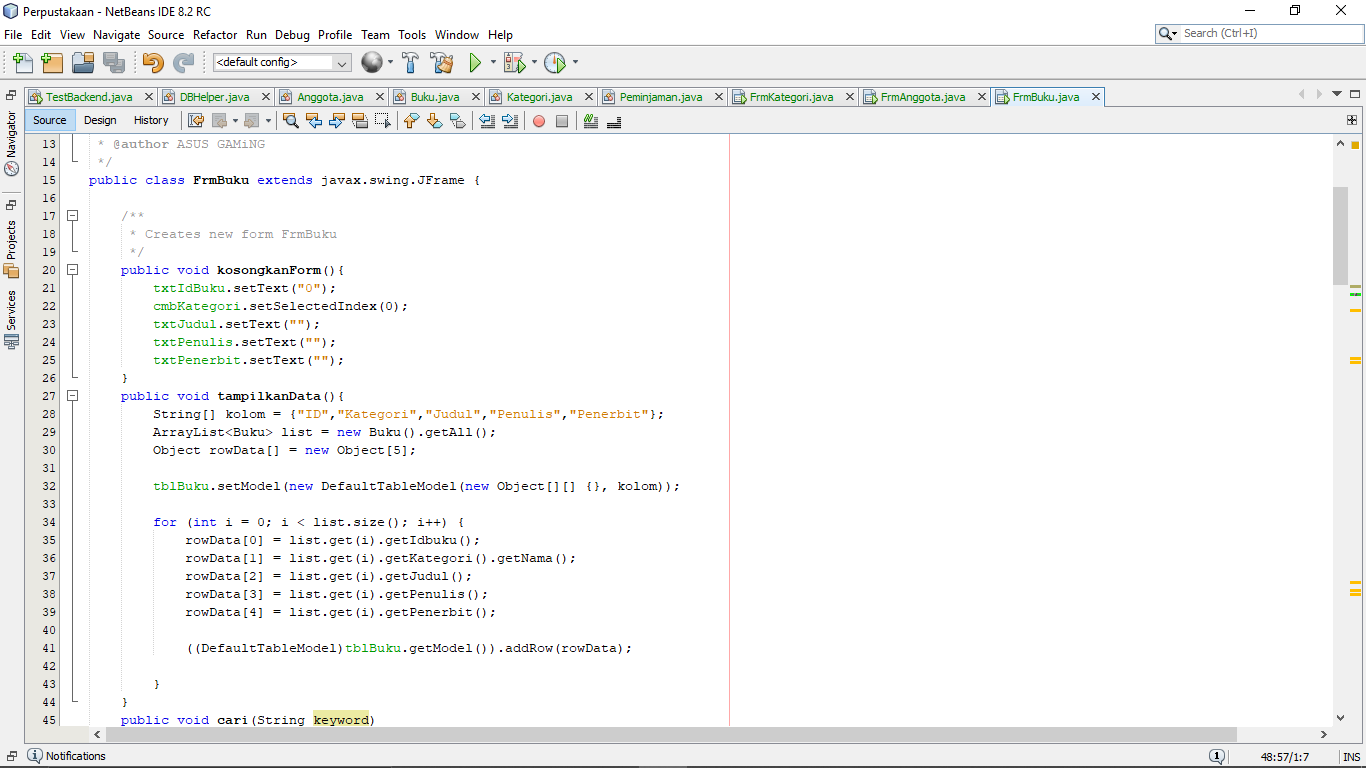 Perpustakaan - NetBeans IDE 8.2 RC
File Edit View Navigate Source Refactor Run Debug Profile Team Tools Window Help
Search (Ctrl+I)
<default config>
TestBackend.java DBHelper.java Anggota.java Buku.java Kategori.java Peminjaman.java FrmKategori.java FrmAnggota.java FrmBuku.java
Source Design History
Navigator
Projects
Services
13 * @author ASUS GAMiNG
14 */
15 public class FrmBuku extends javax.swing.JFrame {
16
17 /**
18 * Creates new form FrmBuku
19 */
20 public void kosongkanForm(){
21 txtIdBuku.setText("0");
22 cmbKategori.setSelectedIndex(0);
23 txtJudul.setText("");
24 txtPenulis.setText("");
25 txtPenerbit.setText("");
26 }
27 public void tampilkanData(){
28 String[] kolom = {"ID","Kategori","Judul","Penulis","Penerbit"};
29 ArrayList<Buku> list = new Buku().getAll();
30 Object rowData[] = new Object[5];
31
32 tblBuku.setModel(new DefaultTableModel(new Object[][] {}, kolom));
33
34 for (int i = 0; i < list.size(); i++) {
35 rowData[0] = list.get(i).getIdbuku();
36 rowData[1] = list.get(i).getKategori().getNama();
37 rowData[2] = list.get(i).getJudul();
38 rowData[3] = list.get(i).getPenulis();
39 rowData[4] = list.get(i).getPenerbit();
40
41 ((DefaultTableModel)tblBuku.getModel()).addRow(rowData);
42
43 }
44 }
45 public void cari(String keyword)
Notifications
1
48:57/1:7
INS